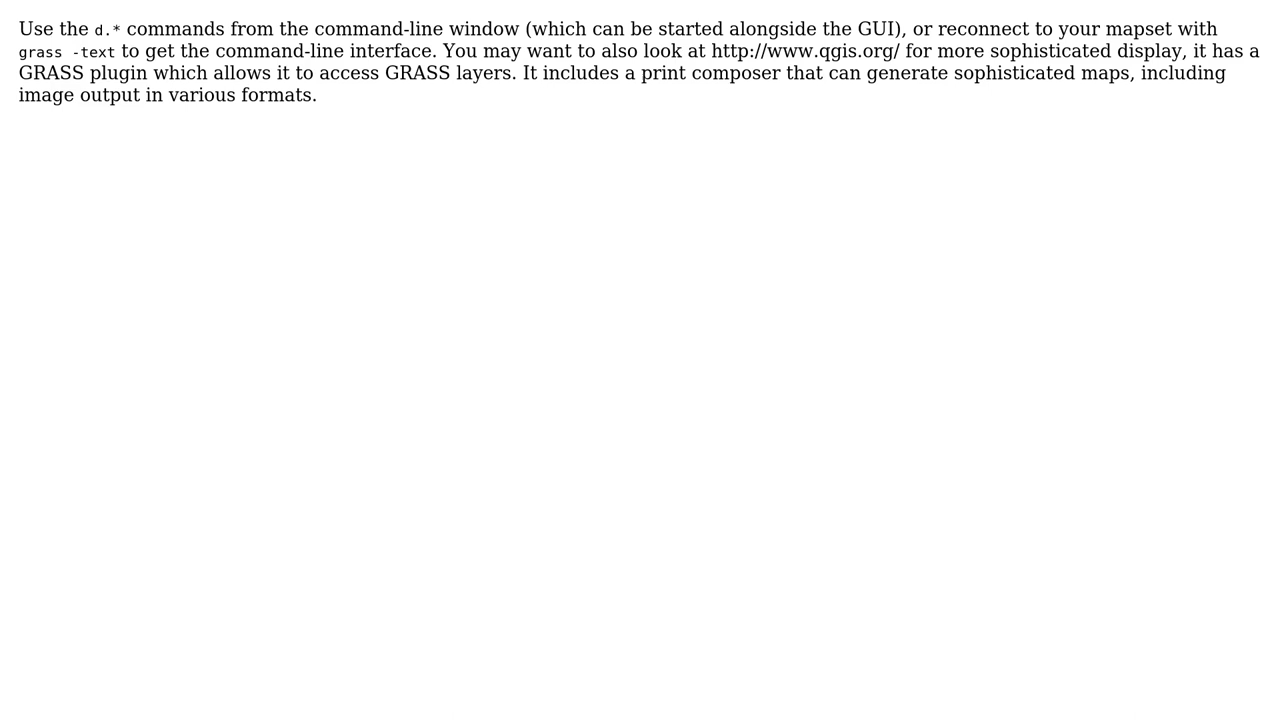 Use the d.* commands from the command-line window (which can be started alongside the GUI), or reconnect to your mapset with
grass -text to get the command-line interface. You may want to also look at http://www.qgis.org/ for more sophisticated display, it has a
GRASS plugin which allows it to access GRASS layers. It includes a print composer that can generate sophisticated maps, including
image output in various formats.